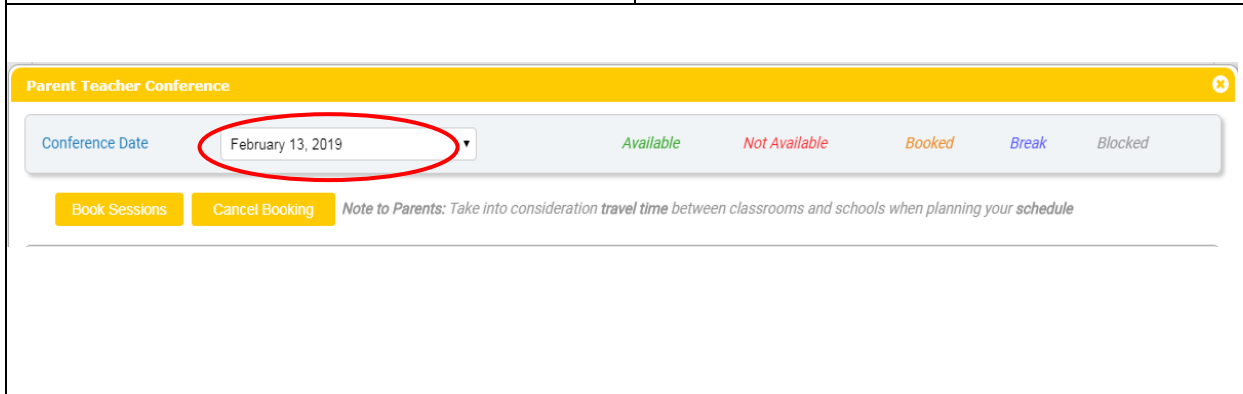 Parent Teacher Conference
Conference Date February 13, 2019 Available Not Available Booked Break Blocked
Book Sessions Cancel Booking Note to Parents: Take into consideration travel time between classrooms and schools when planning your schedule